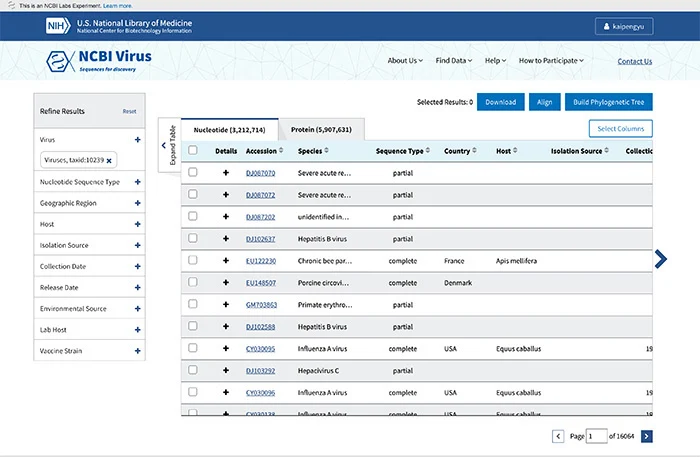 This is an NCBI Labs Experiment. Learn more.
NIH U.S. National Library of Medicine
National Center for Biotechnology Information
kaipengyu
NCBI Virus
Sequences for discovery
About Us Find Data Help How to Participate Contact Us
Refine Results Reset
Virus
Viruses, taxid:10239
Nucleotide Sequence Type
Geographic Region
Host
Isolation Source
Collection Date
Release Date
Environmental Source
Lab Host
Vaccine Strain
Selected Results: 0 Download Align Build Phylogenetic Tree
Expand Table
Nucleotide (3,212,714) Protein (5,907,631)
Select Columns
Details Accession Species Sequence Type Country Host Isolation Source Collectio
DJ087070 Severe acute re... partial
DJ087072 Severe acute re... partial
DJ087202 unidentified in... partial
DJ102637 Hepatitis B virus partial
EU122230 Chronic bee par... complete France Apis mellifera
EU148507 Porcine circovi... complete Denmark
GM703863 Primate erythro... partial
DJ102588 Hepatitis B virus partial
CY030095 Influenza A virus complete USA Equus caballus 19
DJ103292 Hepacivirus C partial
CY030096 Influenza A virus complete USA Equus caballus 19
CY030138 Influenza A virus complete USA Equus caballus 19
Page 1 of 16064